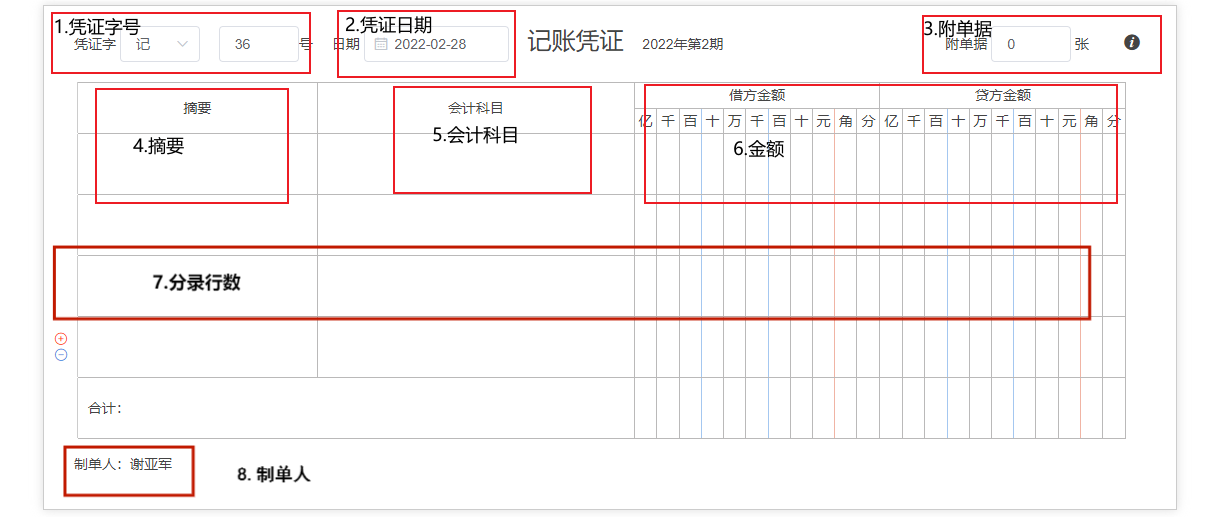 1.凭证字号
2.凭证日期
3.附单据
凭证字 记 36 号 日期 2022-02-28 记账凭证 2022年第2期 附单据 0 张
摘要 会计科目 借方金额 贷方金额
亿 千 百 十 万 千 百 十 元 角 分 亿 千 百 十 万 千 百 十 元 角 分
4.摘要 5.会计科目 6.金额
7.分录行数
合计：
制单人：谢亚军
8. 制单人